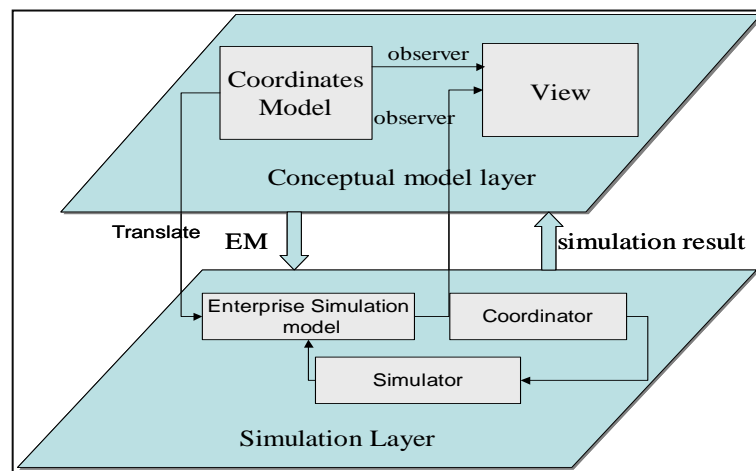 observer
Coordinates
Model
View
observer
Conceptual model layer
Translate
EM
simulation result
Enterprise Simulation
model
Coordinator
Simulator
Simulation Layer